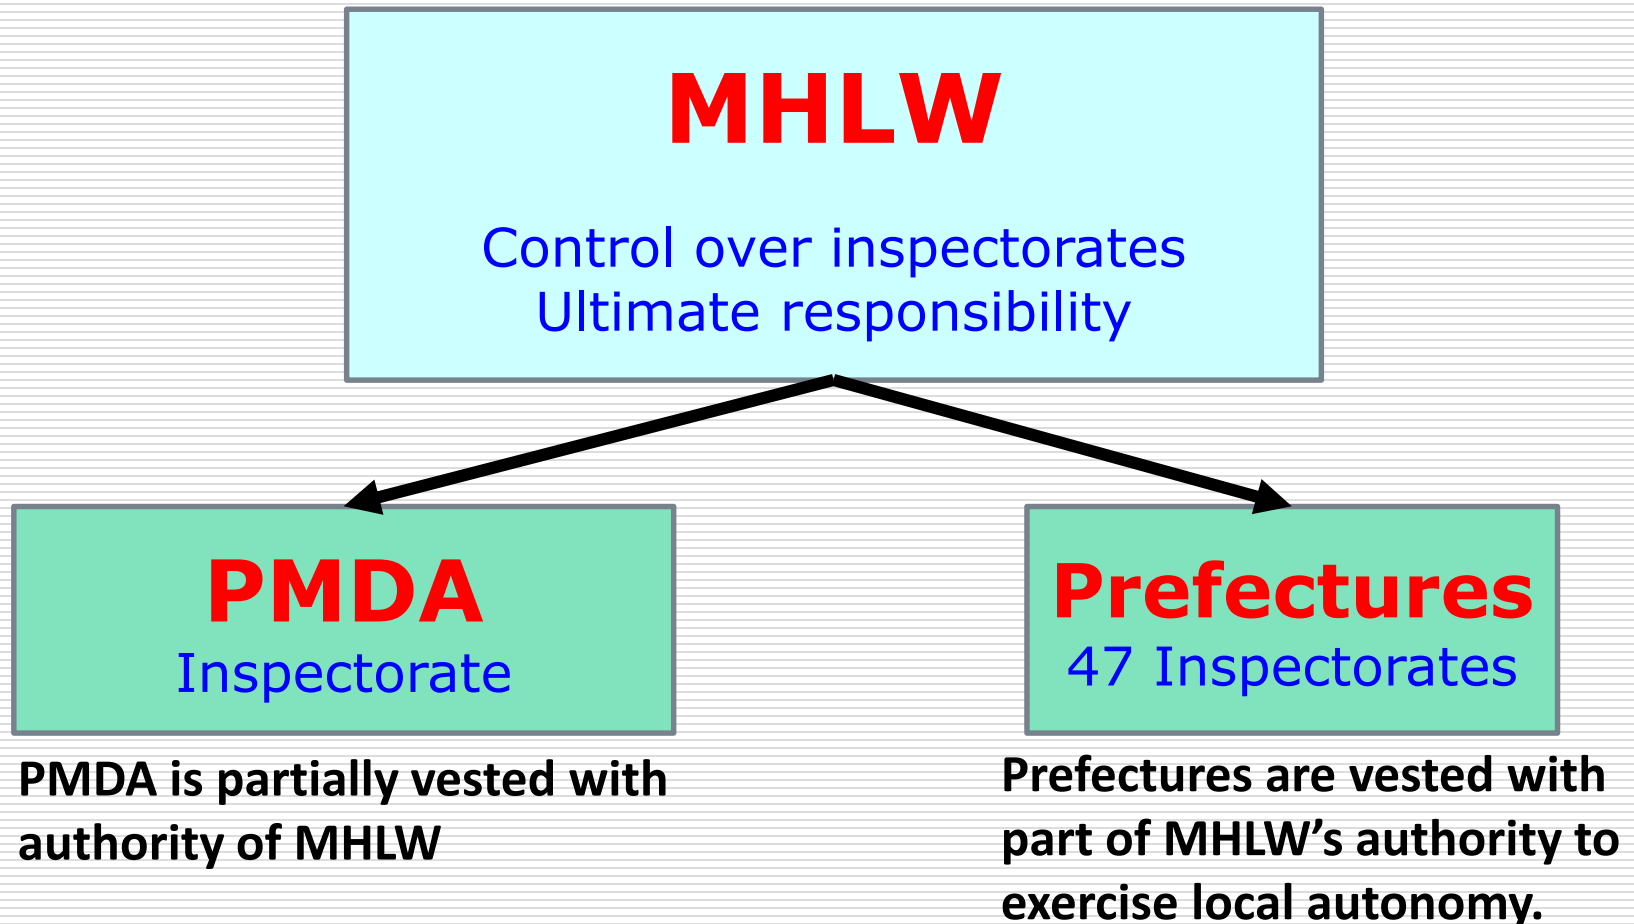 MHLW
Control over inspectorates
Ultimate responsibility
PMDA
Inspectorate
PMDA is partially vested with
authority of MHLW
Prefectures
47 Inspectorates
Prefectures are vested with
part of MHLW’s authority to
exercise local autonomy.